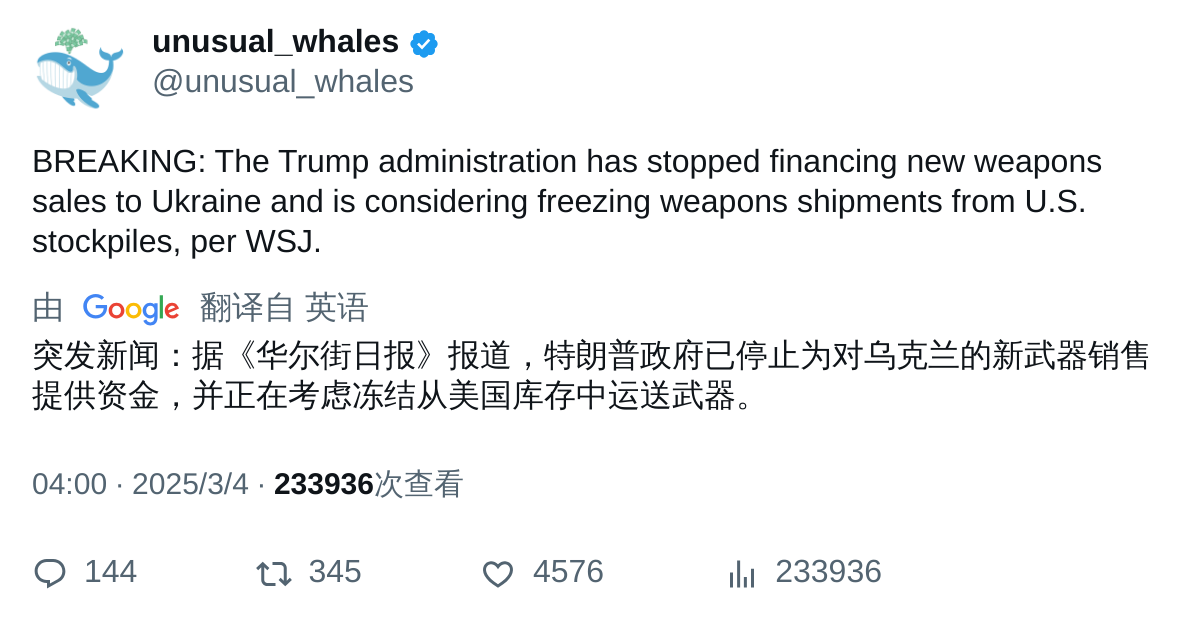 unusual_whales
@unusual_whales
BREAKING: The Trump administration has stopped financing new weapons
sales to Ukraine and is considering freezing weapons shipments from U.S.
stockpiles, per WSJ.
由 Google 翻译自 英语
突发新闻：据《华尔街日报》报道，特朗普政府已停止为对乌克兰的新武器销售
提供资金，并正在考虑冻结从美国库存中运送武器。
04:00 · 2025/3/4 · 233936次查看
144 345 4576 233936